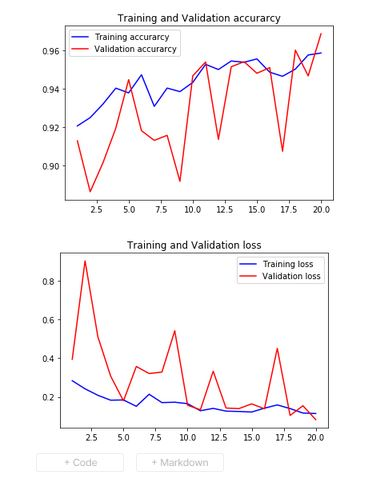 Training and Validation accurarcy
Training accurarcy
Validation accurarcy
0.96
0.94
0.92
0.90
2.5 5.0 7.5 10.0 12.5 15.0 17.5 20.0
Training and Validation loss
Training loss
Validation loss
0.8
0.6
0.4
0.2
2.5 5.0 7.5 10.0 12.5 15.0 17.5 20.0
+ Code + Markdown